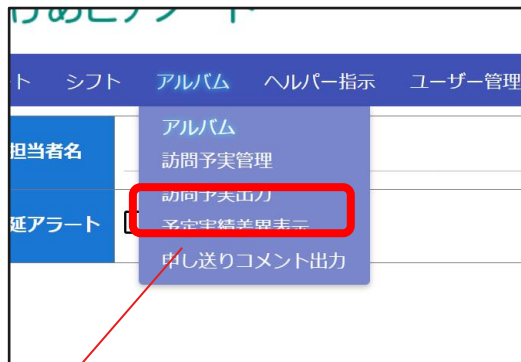 ト シフト アルバム ヘルパー指示 ユーザー管理
アルバム
担当者名
訪問予実管理
訪問予実出力
延アラート
予定実績差異表示
申し送りコメント出力